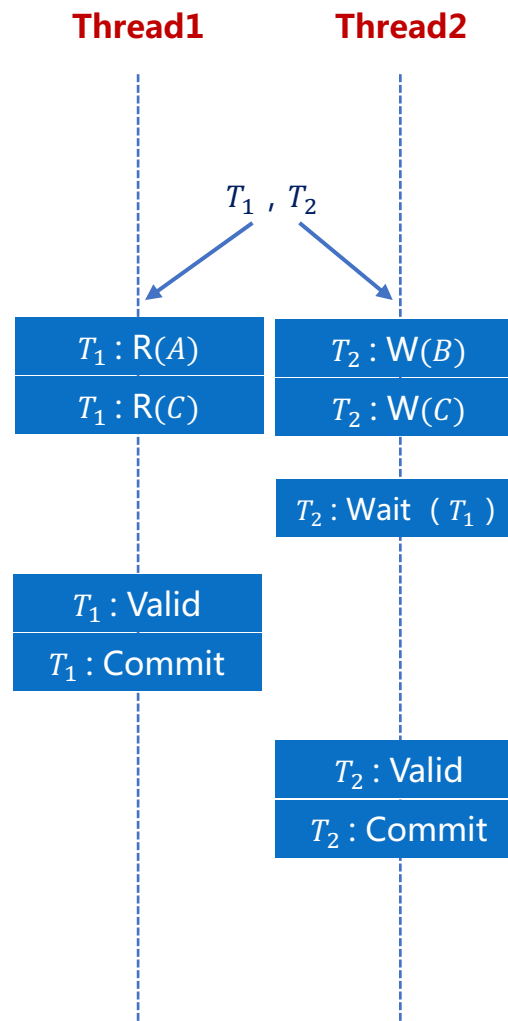 Thread1 Thread2
T₁ , T₂
T₁ : R(A) T₂ : W(B)
T₁ : R(C) T₂ : W(C)
T₂ : Wait （ T₁ ）
T₁ : Valid
T₁ : Commit
T₂ : Valid
T₂ : Commit